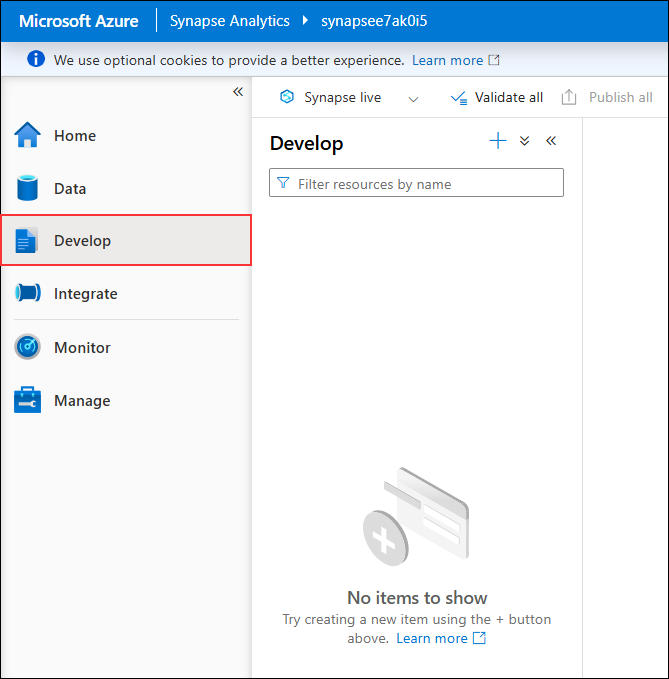 Microsoft Azure
Synapse Analytics
synapsee7ak0i5
We use optional cookies to provide a better experience. Learn more
Synapse live
Validate all
Publish all
Home
Data
Develop
Integrate
Monitor
Manage
Develop
Filter resources by name
No items to show
Try creating a new item using the + button
above. Learn more